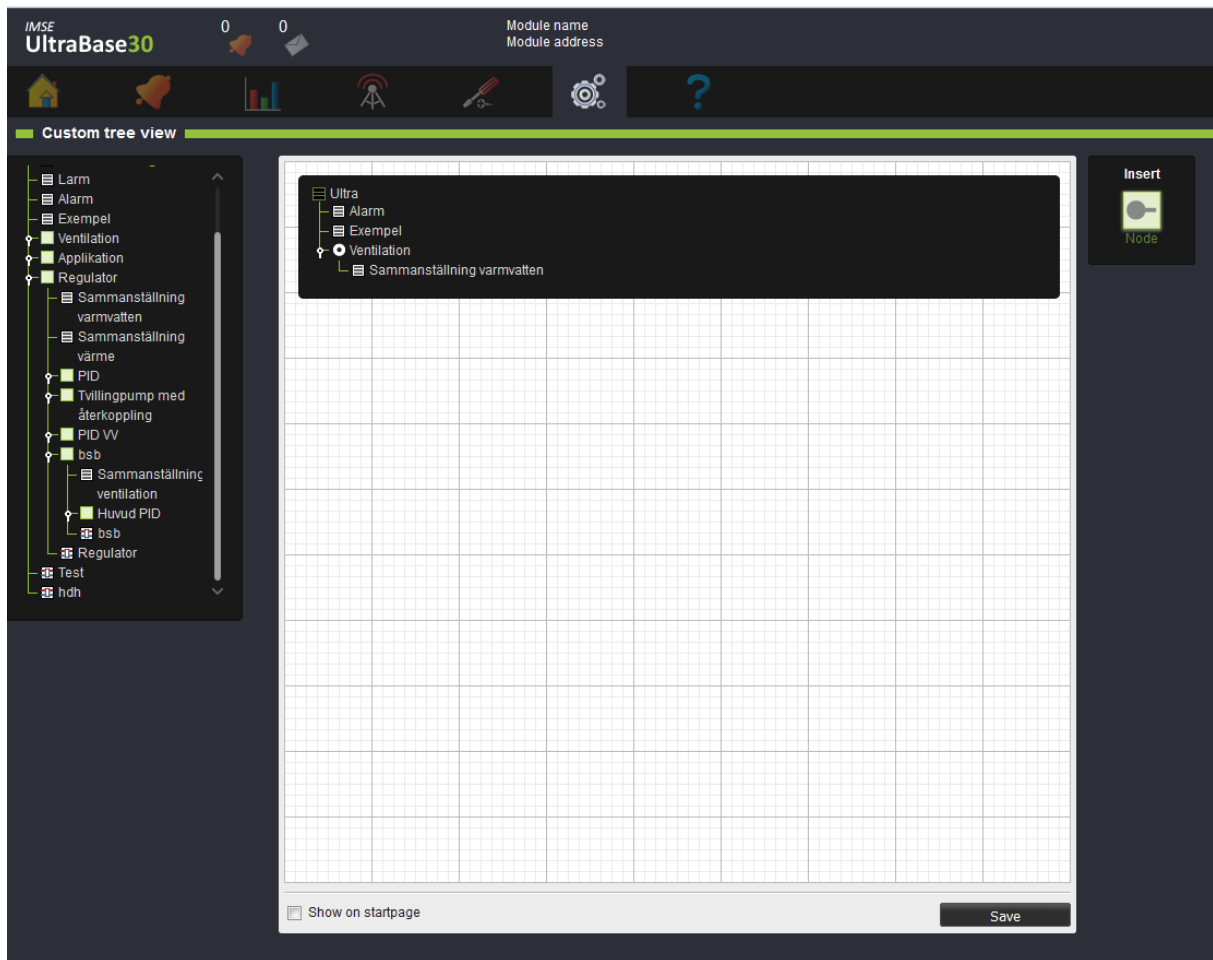 IMSE
UltraBase30
0
0
Module name
Module address
?
Custom tree view
Larm
Alarm
Exempel
Ventilation
Applikation
Regulator
Sammanställning
varmvatten
Sammanställning
värme
PID
Tvillingpump med
återkoppling
PID VV
bsb
Sammanställning
ventilation
Huvud PID
bsb
Regulator
Test
hdh
Ultra
Alarm
Exempel
Ventilation
Sammanställning varmvatten
Insert
Node
Show on startpage
Save